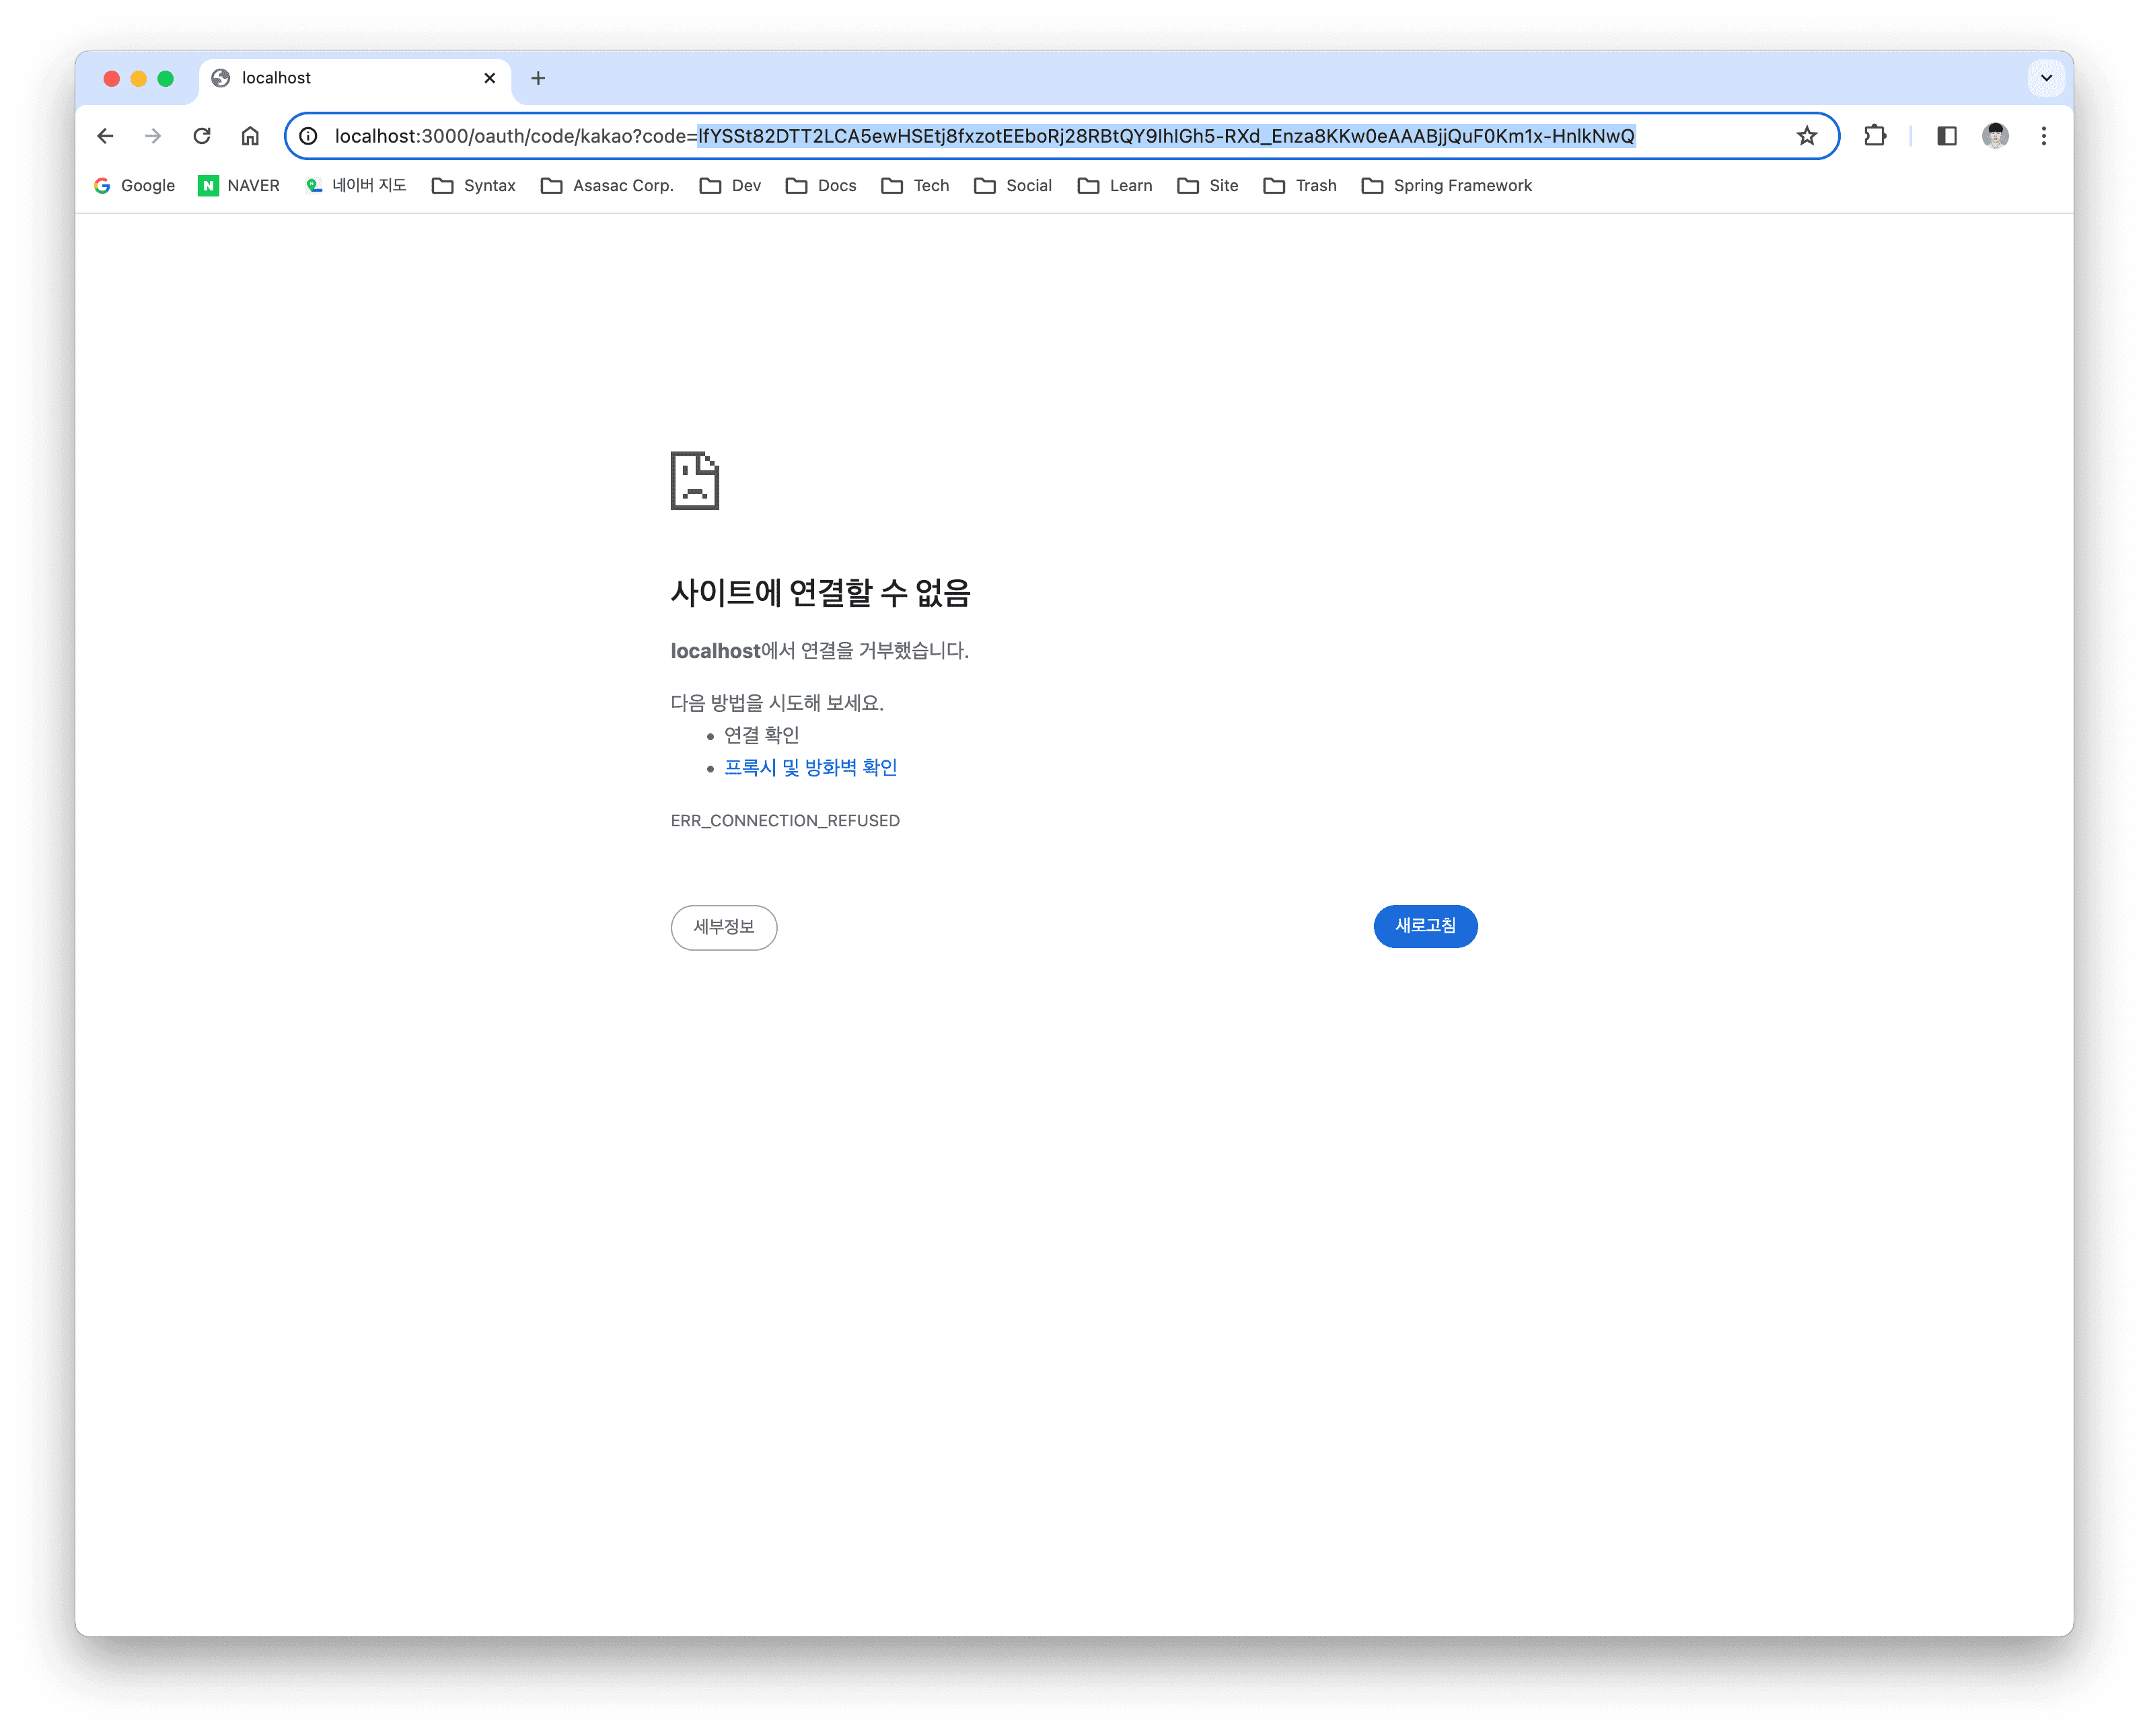 localhost
localhost:3000/oauth/code/kakao?code=lfYSSt82DTT2LCA5ewHSEtj8fxzotEEboRj28RBtQY9IhlGh5-RXd_Enza8KKw0eAAABjjQuF0Km1x-HnlkNwQ
Google NAVER 네이버 지도 Syntax Asasac Corp. Dev Docs Tech Social Learn Site Trash Spring Framework
사이트에 연결할 수 없음
localhost에서 연결을 거부했습니다.
다음 방법을 시도해 보세요.
• 연결 확인
• 프록시 및 방화벽 확인
ERR_CONNECTION_REFUSED
세부정보 새로고침